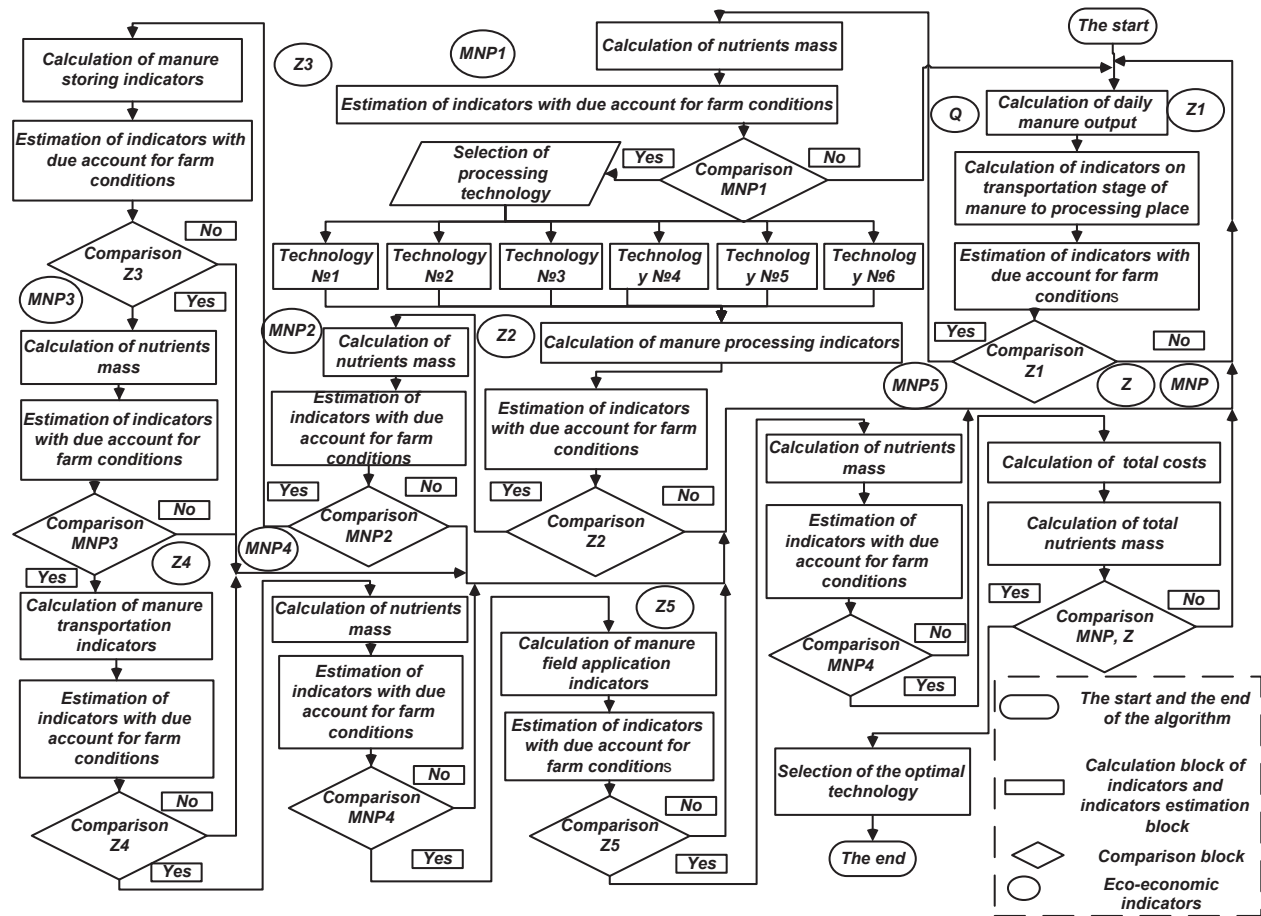 The start
Calculation of daily
manure output
Q
Z1
Calculation of indicators on
transportation stage of
manure to processing place
Estimation of indicators with
due account for farm
conditions
Comparison
Z1
Yes
No
Z
MNP
MNP1
Calculation of nutrients mass
Estimation of indicators with due account for farm conditions
Comparison
MNP1
Yes
No
Selection of
processing
technology
Technology
№1
Technology
№2
Technology
№3
Technolog
y №4
Technolog
y №5
Technolog
y №6
Z2
Calculation of manure processing indicators
Estimation of indicators
with due account for farm
conditions
Comparison
Z2
Yes
No
MNP2
Calculation of
nutrients mass
Estimation of
indicators with due
account for farm
conditions
Comparison
MNP2
Yes
No
Z3
Calculation of manure
storing indicators
Estimation of indicators with
due account for farm
conditions
Comparison
Z3
No
Yes
MNP3
Calculation of nutrients
mass
Estimation of indicators
with due account for
farm conditions
Comparison
MNP3
No
Yes
Z4
Calculation of manure
transportation
indicators
Estimation of
indicators with due
account for farm
conditions
Comparison
Z4
No
Yes
MNP4
Calculation of nutrients
mass
Estimation of
indicators with due
account for farm
conditions
Comparison
MNP4
No
Yes
Z5
Calculation of manure
field application
indicators
Estimation of indicators
with due account for
farm conditions
Comparison
Z5
No
Yes
MNP5
Calculation of nutrients
mass
Estimation of
indicators with due
account for farm
conditions
Comparison
MNP4
No
Yes
Calculation of total costs
Calculation of total
nutrients mass
Comparison
MNP, Z
Yes
No
Selection of the optimal
technology
The end
The start and the end
of the algorithm
Calculation block of
indicators and
indicators estimation
block
Comparison block
Eco-economic
indicators